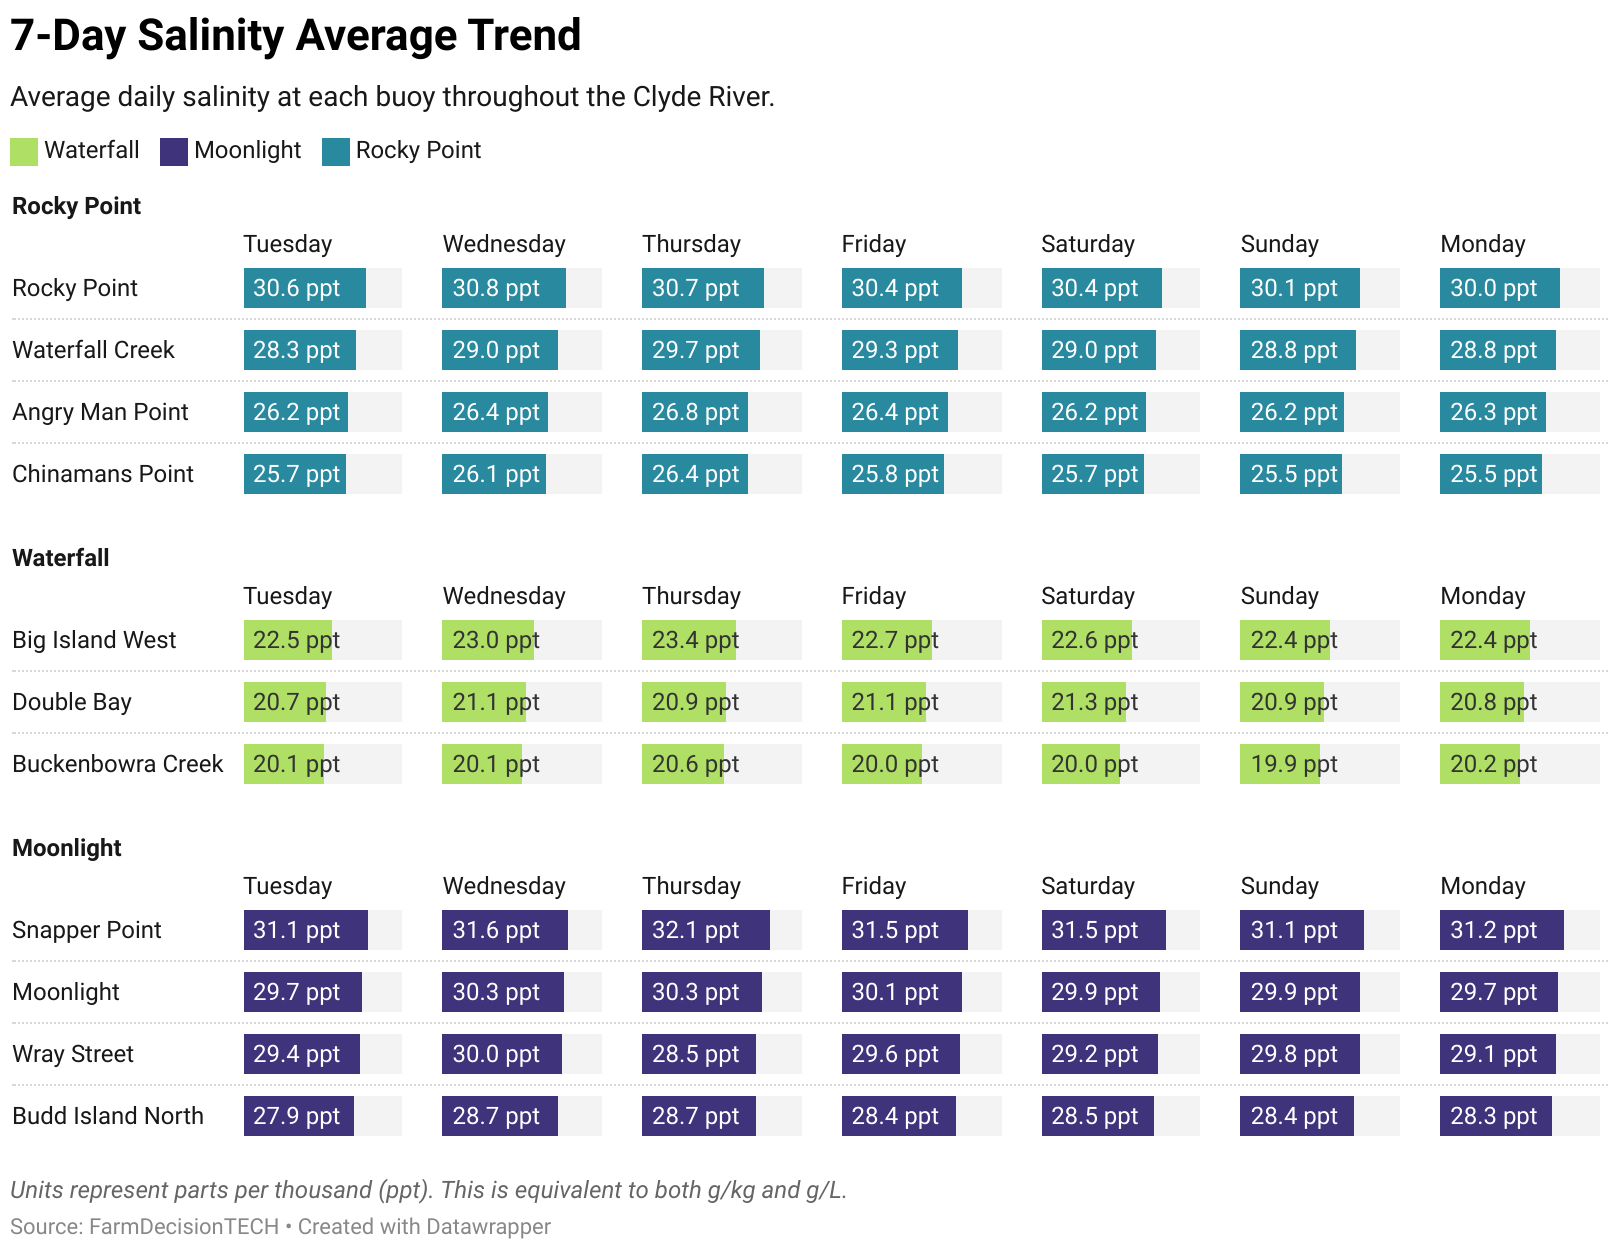 7-Day Salinity Average Trend
Average daily salinity at each buoy throughout the Clyde River.
Waterfall Moonlight Rocky Point
Rocky Point
Tuesday Wednesday Thursday Friday Saturday Sunday Monday
Rocky Point 30.6 ppt 30.8 ppt 30.7 ppt 30.4 ppt 30.4 ppt 30.1 ppt 30.0 ppt
Waterfall Creek 28.3 ppt 29.0 ppt 29.7 ppt 29.3 ppt 29.0 ppt 28.8 ppt 28.8 ppt
Angry Man Point 26.2 ppt 26.4 ppt 26.8 ppt 26.4 ppt 26.2 ppt 26.2 ppt 26.3 ppt
Chinamans Point 25.7 ppt 26.1 ppt 26.4 ppt 25.8 ppt 25.7 ppt 25.5 ppt 25.5 ppt
Waterfall
Tuesday Wednesday Thursday Friday Saturday Sunday Monday
Big Island West 22.5 ppt 23.0 ppt 23.4 ppt 22.7 ppt 22.6 ppt 22.4 ppt 22.4 ppt
Double Bay 20.7 ppt 21.1 ppt 20.9 ppt 21.1 ppt 21.3 ppt 20.9 ppt 20.8 ppt
Buckenbowra Creek 20.1 ppt 20.1 ppt 20.6 ppt 20.0 ppt 20.0 ppt 19.9 ppt 20.2 ppt
Moonlight
Tuesday Wednesday Thursday Friday Saturday Sunday Monday
Snapper Point 31.1 ppt 31.6 ppt 32.1 ppt 31.5 ppt 31.5 ppt 31.1 ppt 31.2 ppt
Moonlight 29.7 ppt 30.3 ppt 30.3 ppt 30.1 ppt 29.9 ppt 29.9 ppt 29.7 ppt
Wray Street 29.4 ppt 30.0 ppt 28.5 ppt 29.6 ppt 29.2 ppt 29.8 ppt 29.1 ppt
Budd Island North 27.9 ppt 28.7 ppt 28.7 ppt 28.4 ppt 28.5 ppt 28.4 ppt 28.3 ppt
Units represent parts per thousand (ppt). This is equivalent to both g/kg and g/L.
Source: FarmDecisionTECH • Created with Datawrapper